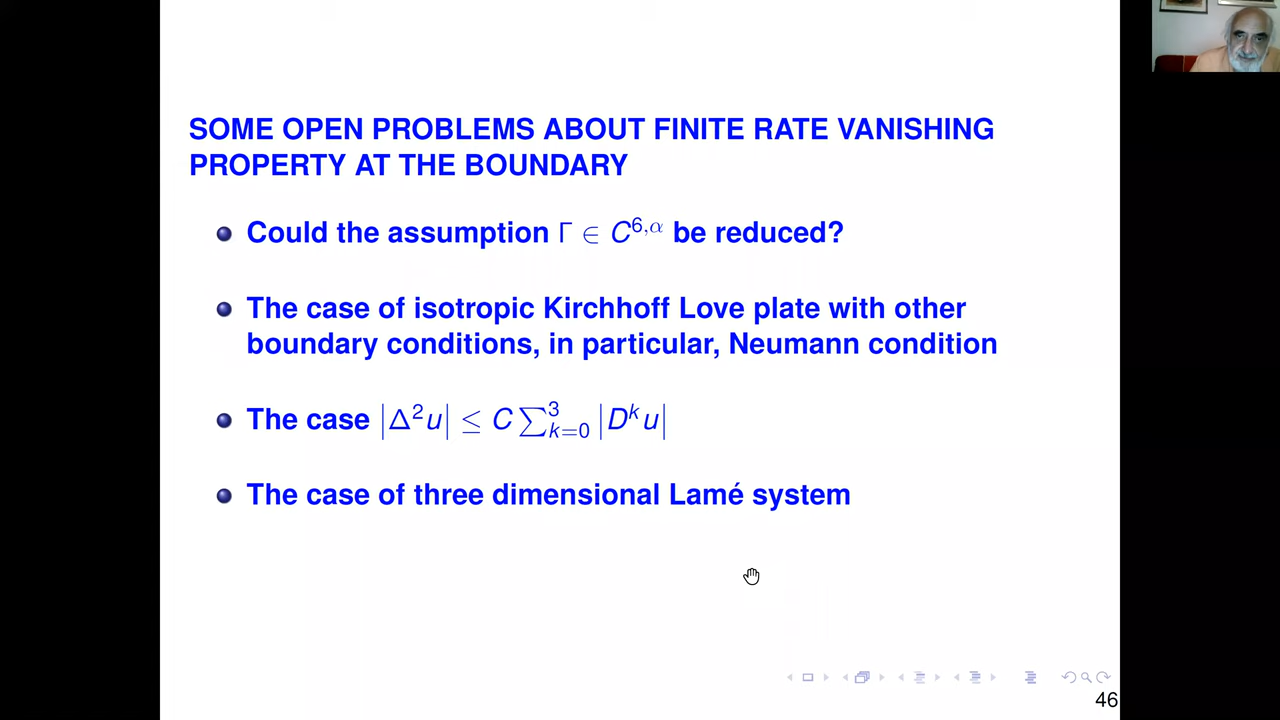 SOME OPEN PROBLEMS ABOUT FINITE RATE VANISHING
PROPERTY AT THE BOUNDARY
Could the assumption Γ ∈ C^{6,α} be reduced?
The case of isotropic Kirchhoff Love plate with other
boundary conditions, in particular, Neumann condition
The case |Δ²u| ≤ C ∑_{k=0}^{3} |D^k u|
The case of three dimensional Lamé system
46